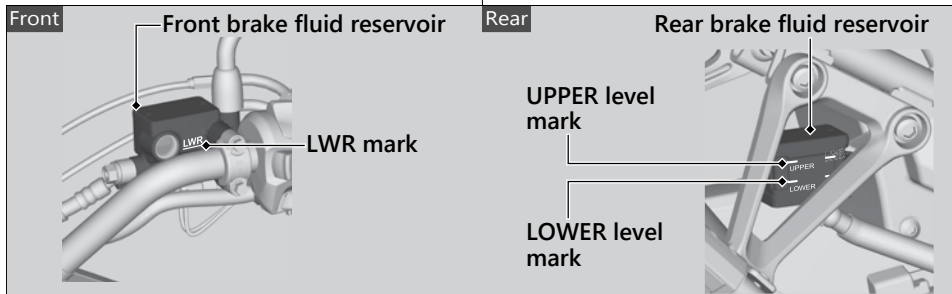 Front
Front brake fluid reservoir
LWR
LWR mark
Rear
Rear brake fluid reservoir
UPPER level
mark
UPPER
LOWER
LOWER level
mark